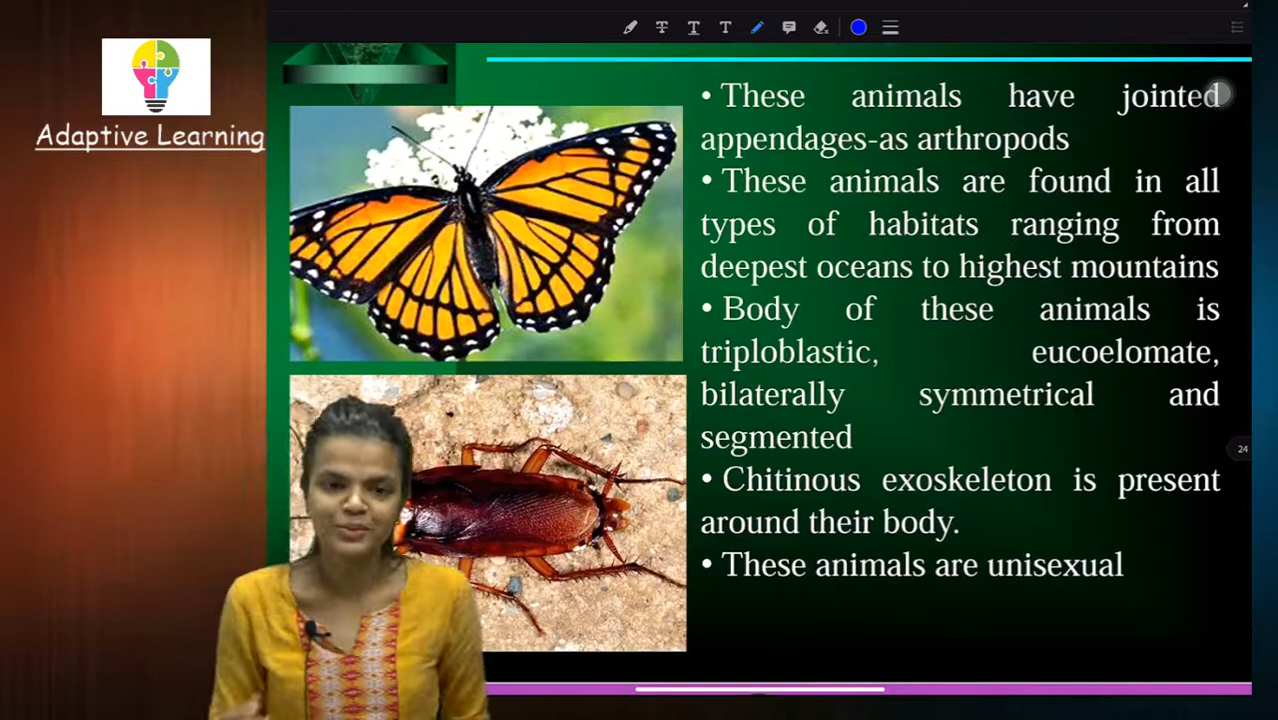 Adaptive Learning
• These animals have jointed
appendages-as arthropods
• These animals are found in all
types of habitats ranging from
deepest oceans to highest mountains
• Body of these animals is
triploblastic, eucoelomate,
bilaterally symmetrical and
segmented
• Chitinous exoskeleton is present
around their body.
• These animals are unisexual
24